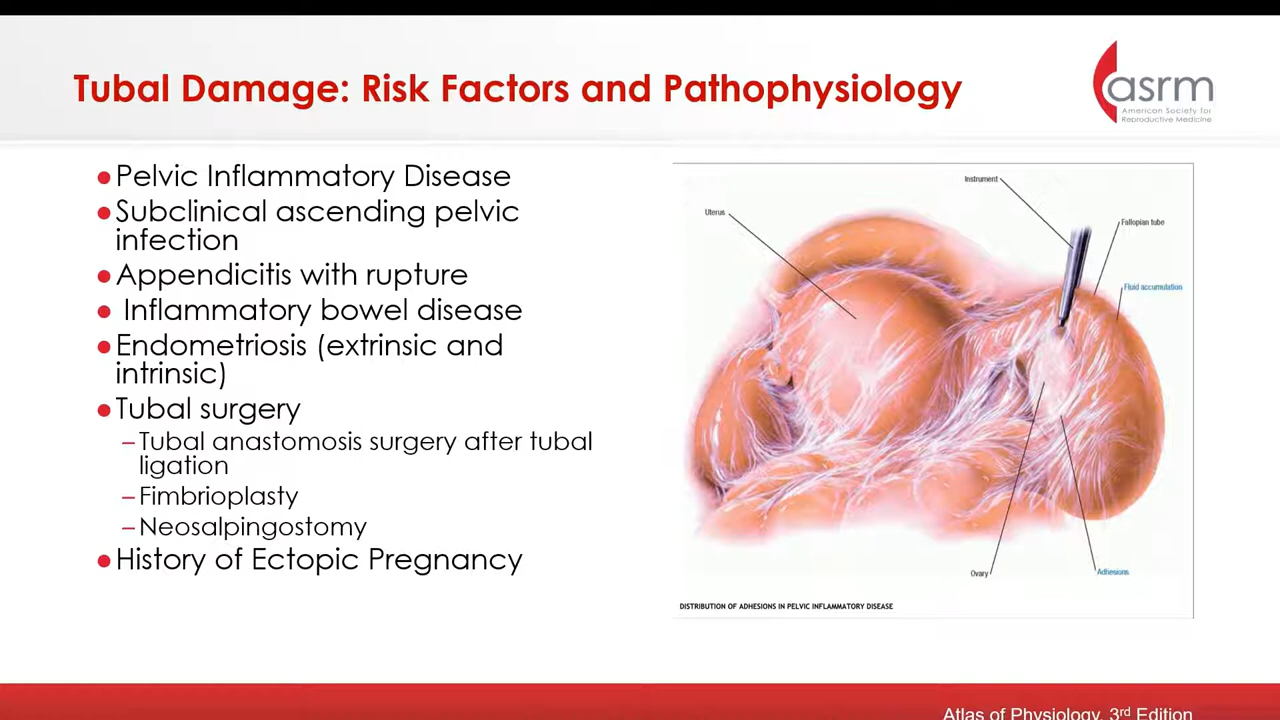 Tubal Damage: Risk Factors and Pathophysiology
asrm
American Society for
Reproductive Medicine
●Pelvic Inflammatory Disease
●Subclinical ascending pelvic
infection
●Appendicitis with rupture
● Inflammatory bowel disease
●Endometriosis (extrinsic and
intrinsic)
●Tubal surgery
–Tubal anastomosis surgery after tubal
ligation
–Fimbrioplasty
–Neosalpingostomy
●History of Ectopic Pregnancy
Instrument
Uterus
Fallopian tube
Fluid accumulation
Ovary
Adhesions
DISTRIBUTION OF ADHESIONS IN PELVIC INFLAMMATORY DISEASE
Atlas of Physiology, 3rd Edition